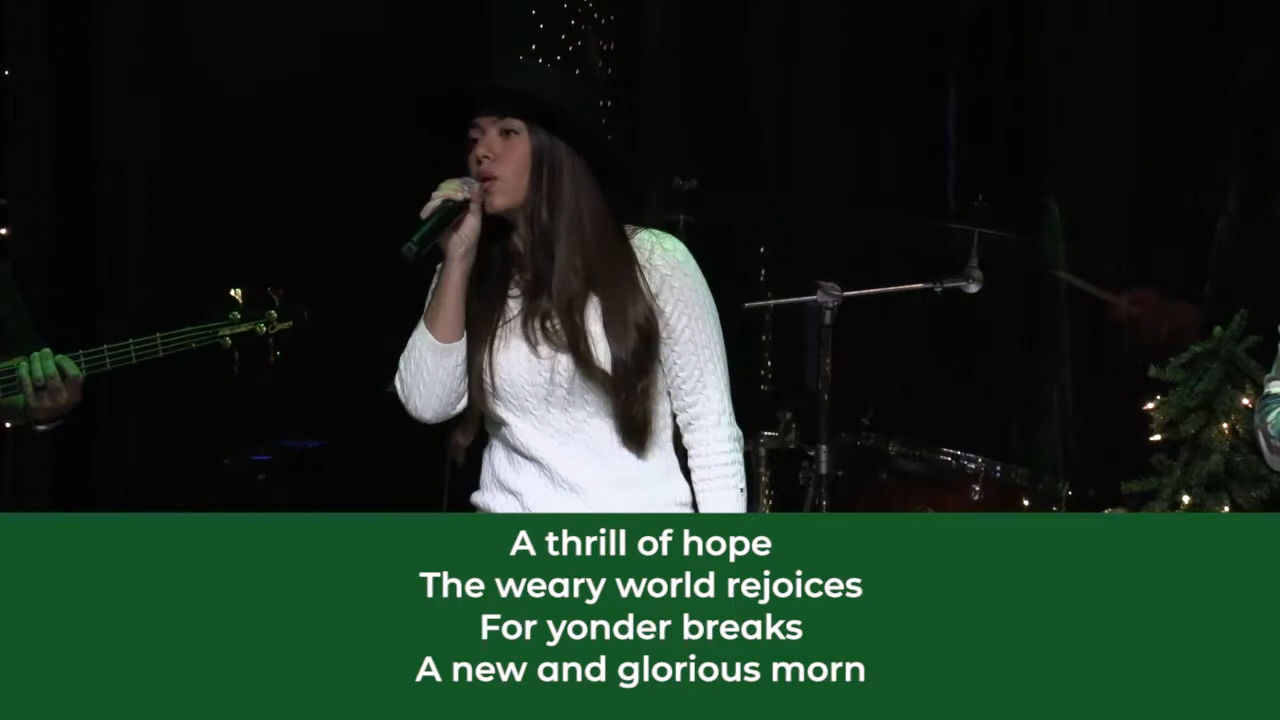 A thrill of hope
The weary world rejoices
For yonder breaks
A new and glorious morn